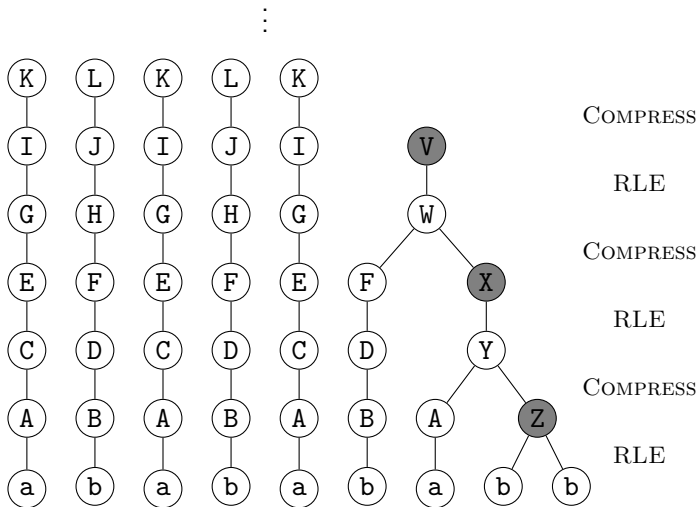 ⋮
K L K L K
COMPRESS
I J I J I V
RLE
G H G H G W
COMPRESS
E F E F E F X
RLE
C D C D C D Y
COMPRESS
A B A B A B A Z
RLE
a b a b a b a b b